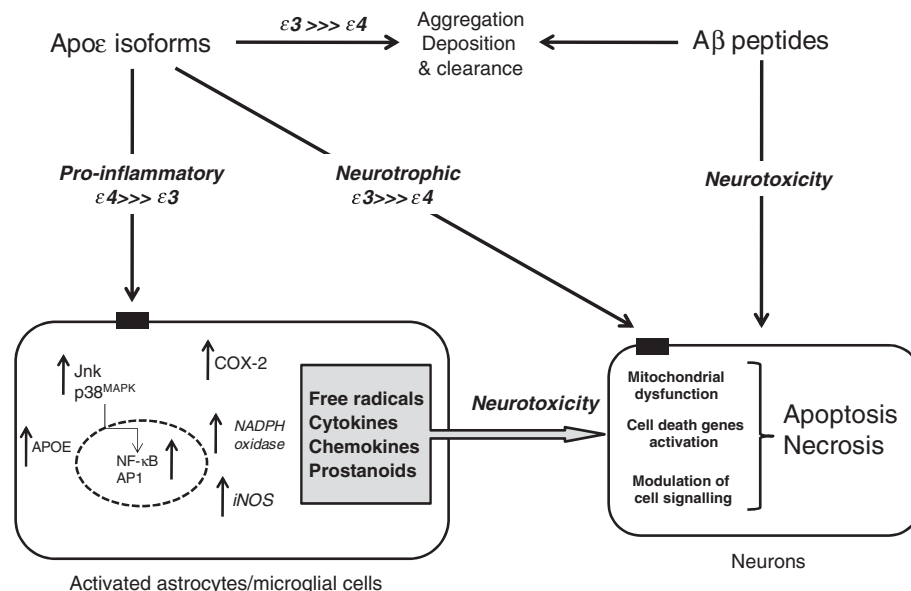 Apoε isoforms
ε3 >>> ε4
Aggregation
Deposition
& clearance
Aβ peptides
Pro-inflammatory
ε4>>> ε3
Neurotrophic
ε3>>> ε4
Neurotoxicity
Jnk
p38MAPK
COX-2
APOE
NF-κB
AP1
NADPH
oxidase
iNOS
Free radicals
Cytokines
Chemokines
Prostanoids
Neurotoxicity
Mitochondrial
dysfunction
Cell death genes
activation
Modulation of
cell signalling
Apoptosis
Necrosis
Activated astrocytes/microglial cells
Neurons